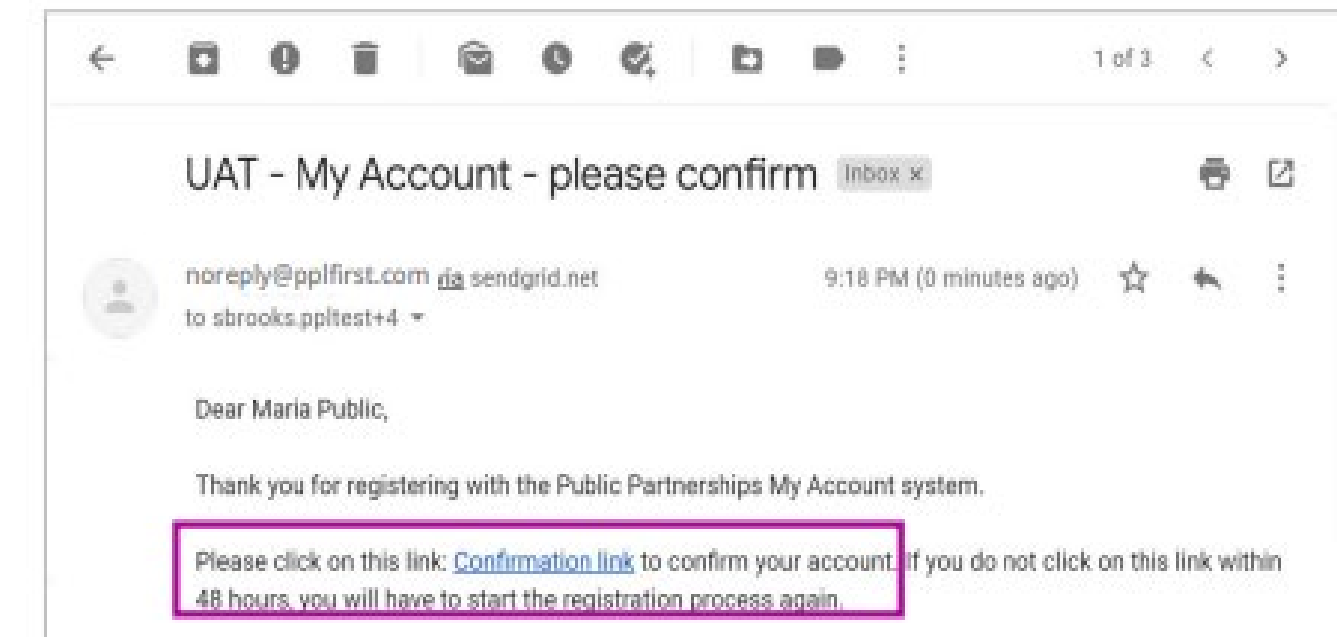 1 of 3
UAT - My Account - please confirm Inbox x
noreply@pplfirst.com via sendgrid.net 9:18 PM (0 minutes ago)
to sbrooks.ppltest+4
Dear Maria Public,
Thank you for registering with the Public Partnerships My Account system.
Please click on this link: Confirmation link to confirm your account. If you do not click on this link within
48 hours, you will have to start the registration process again.